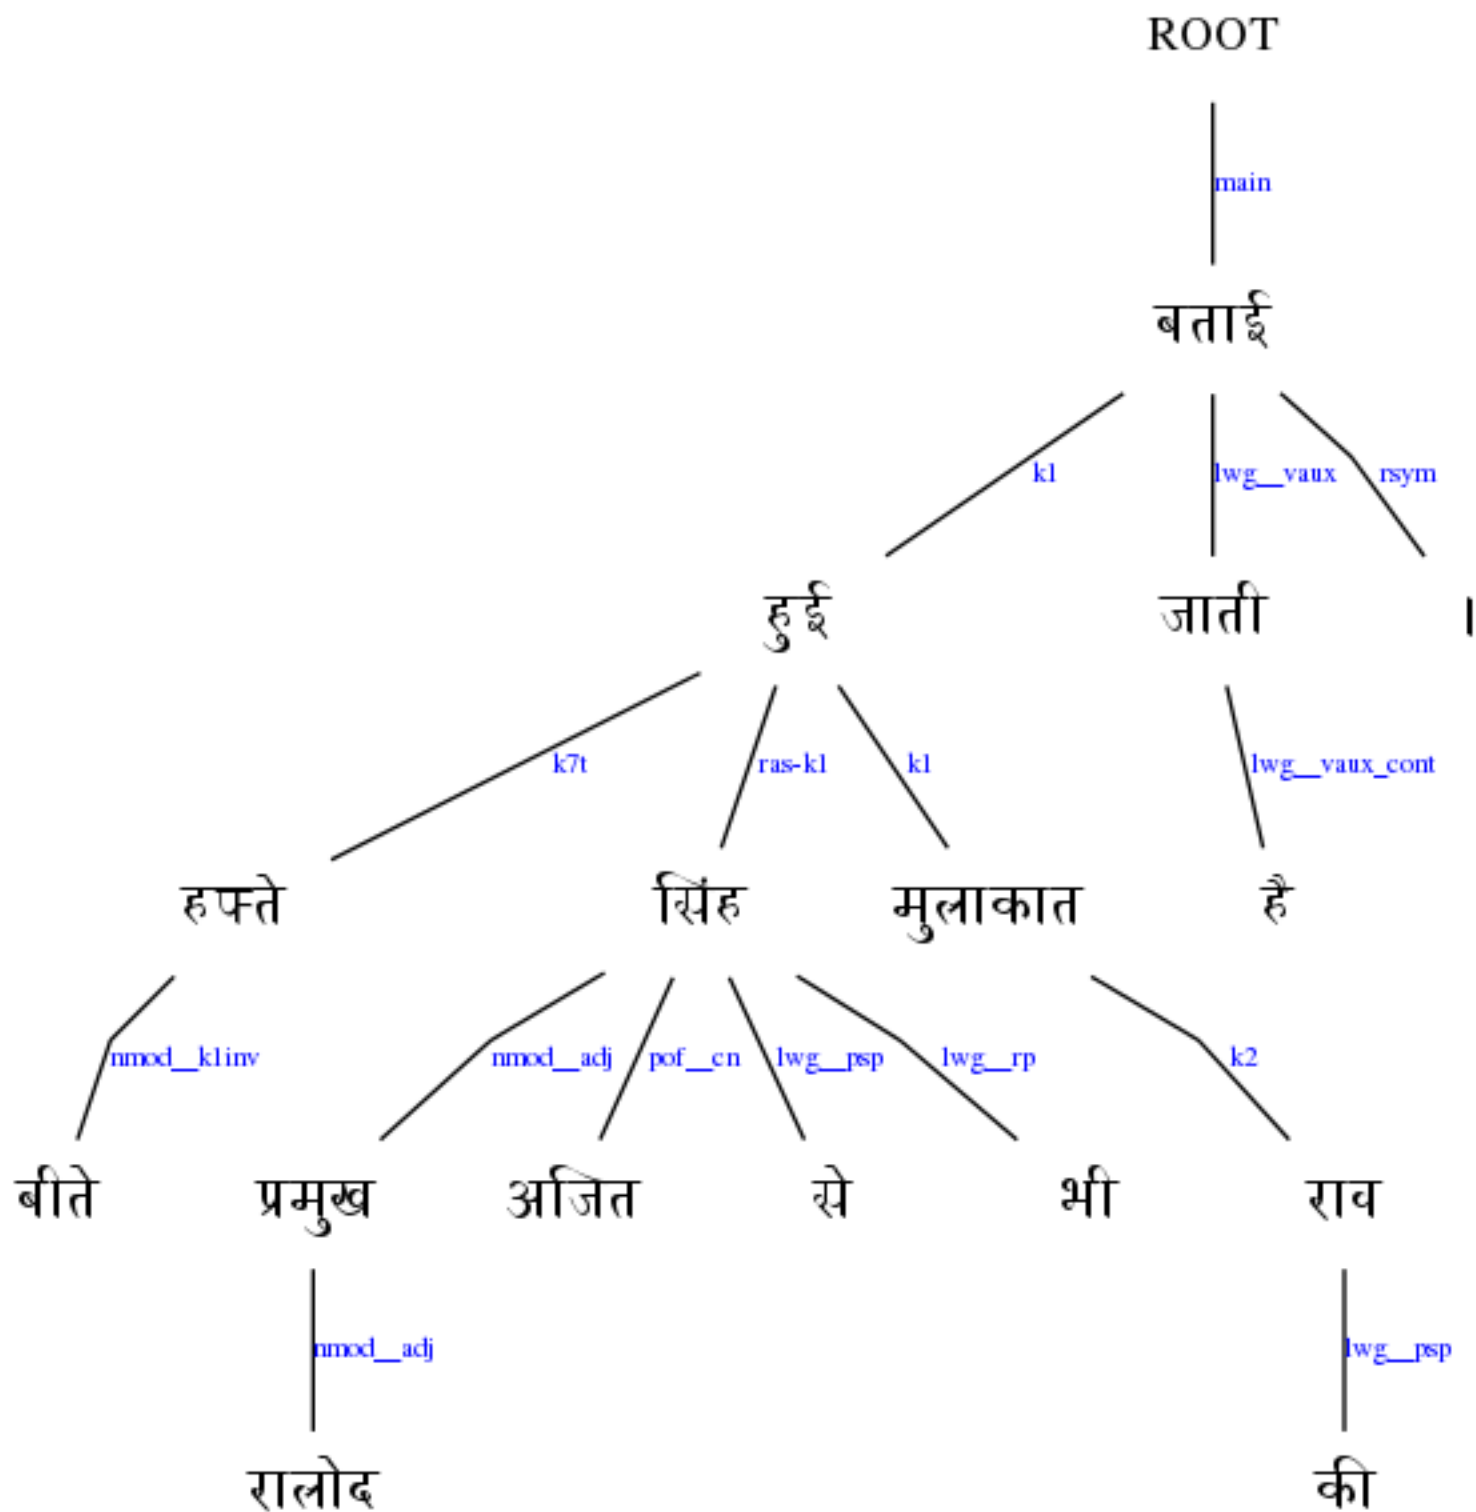 ROOT
main
बताई
k1 lwg__vaux rsym
हुई जाती ।
k7t ras-k1 k1 lwg__vaux_cont
हफ्ते सिंह मुलाकात है
nmod__k1inv nmod__adj pof__cn lwg__psp lwg__rp k2
बीते प्रमुख अजित से भी राव
nmod__adj lwg__psp
रालोद की